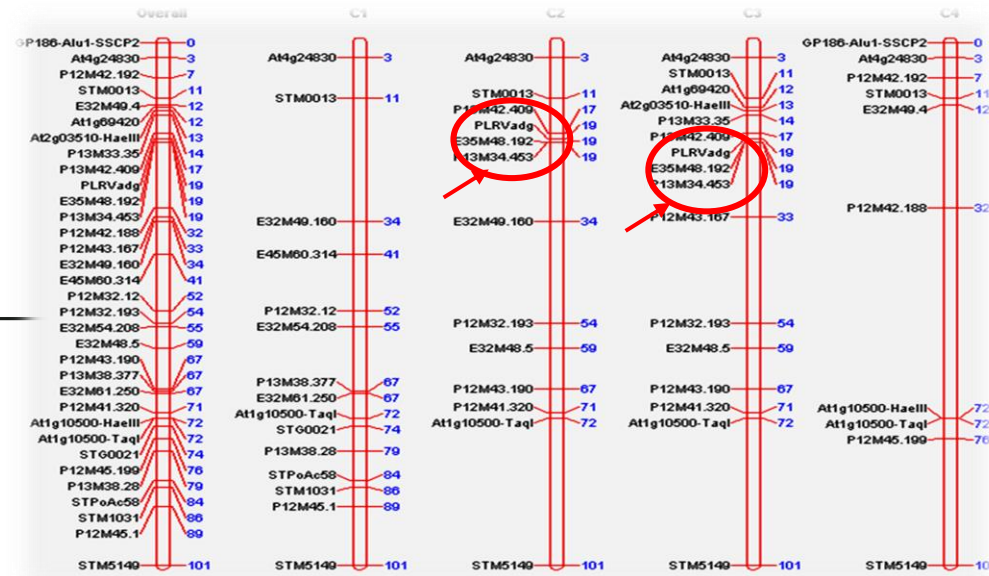 Overall C1 C2 C3 C4
GP186-Alu1-SSCP2 0
At4g24830 3
P12M42.192 7
STM0013 11
E32M49.4 12
At1g69420 12
At2g03510-HaeIII 13
P13M33.35 14
P13M42.409 17
PLRVadg 19
E35M48.192 19
P13M34.453 19
P12M42.188 32
P12M43.167 33
E32M49.160 34
E45M60.314 41
P12M32.12 52
P12M32.193 54
E32M54.208 55
E32M48.5 59
P12M43.190 67
P13M38.377 67
E32M61.250 67
P12M41.320 71
At1g10500-HaeIII 72
At1g10500-TaqI 72
STG0021 74
P12M45.199 76
P13M38.28 79
STPoAc58 84
STM1031 86
P12M45.1 89
STM5149 101
At4g24830 3
STM0013 11
E32M49.160 34
E45M60.314 41
P12M32.12 52
E32M54.208 55
P13M38.377 67
E32M61.250 67
At1g10500-TaqI 72
STG0021 74
P13M38.28 79
STPoAc58 84
STM1031 86
P12M45.1 89
STM5149 101
At4g24830 3
STM0013 11
P13M42.409 17
PLRVadg 19
E35M48.192 19
P13M34.453 19
E32M49.160 34
P12M32.193 54
E32M48.5 59
P12M43.190 67
P12M41.320 71
At1g10500-TaqI 72
STM5149 101
At4g24830 3
STM0013 11
At1g69420 12
At2g03510-HaeIII 13
P13M33.35 14
P13M42.409 17
PLRVadg 19
E35M48.192 19
P13M34.453 19
P12M43.167 33
P12M32.193 54
E32M48.5 59
P12M43.190 67
P12M41.320 71
At1g10500-TaqI 72
STM5149 101
GP186-Alu1-SSCP2 0
At4g24830 3
P12M42.192 7
STM0013 11
E32M49.4 12
P12M42.188 32
At1g10500-HaeIII 72
At1g10500-TaqI 72
P12M45.199 76
STM5149 10